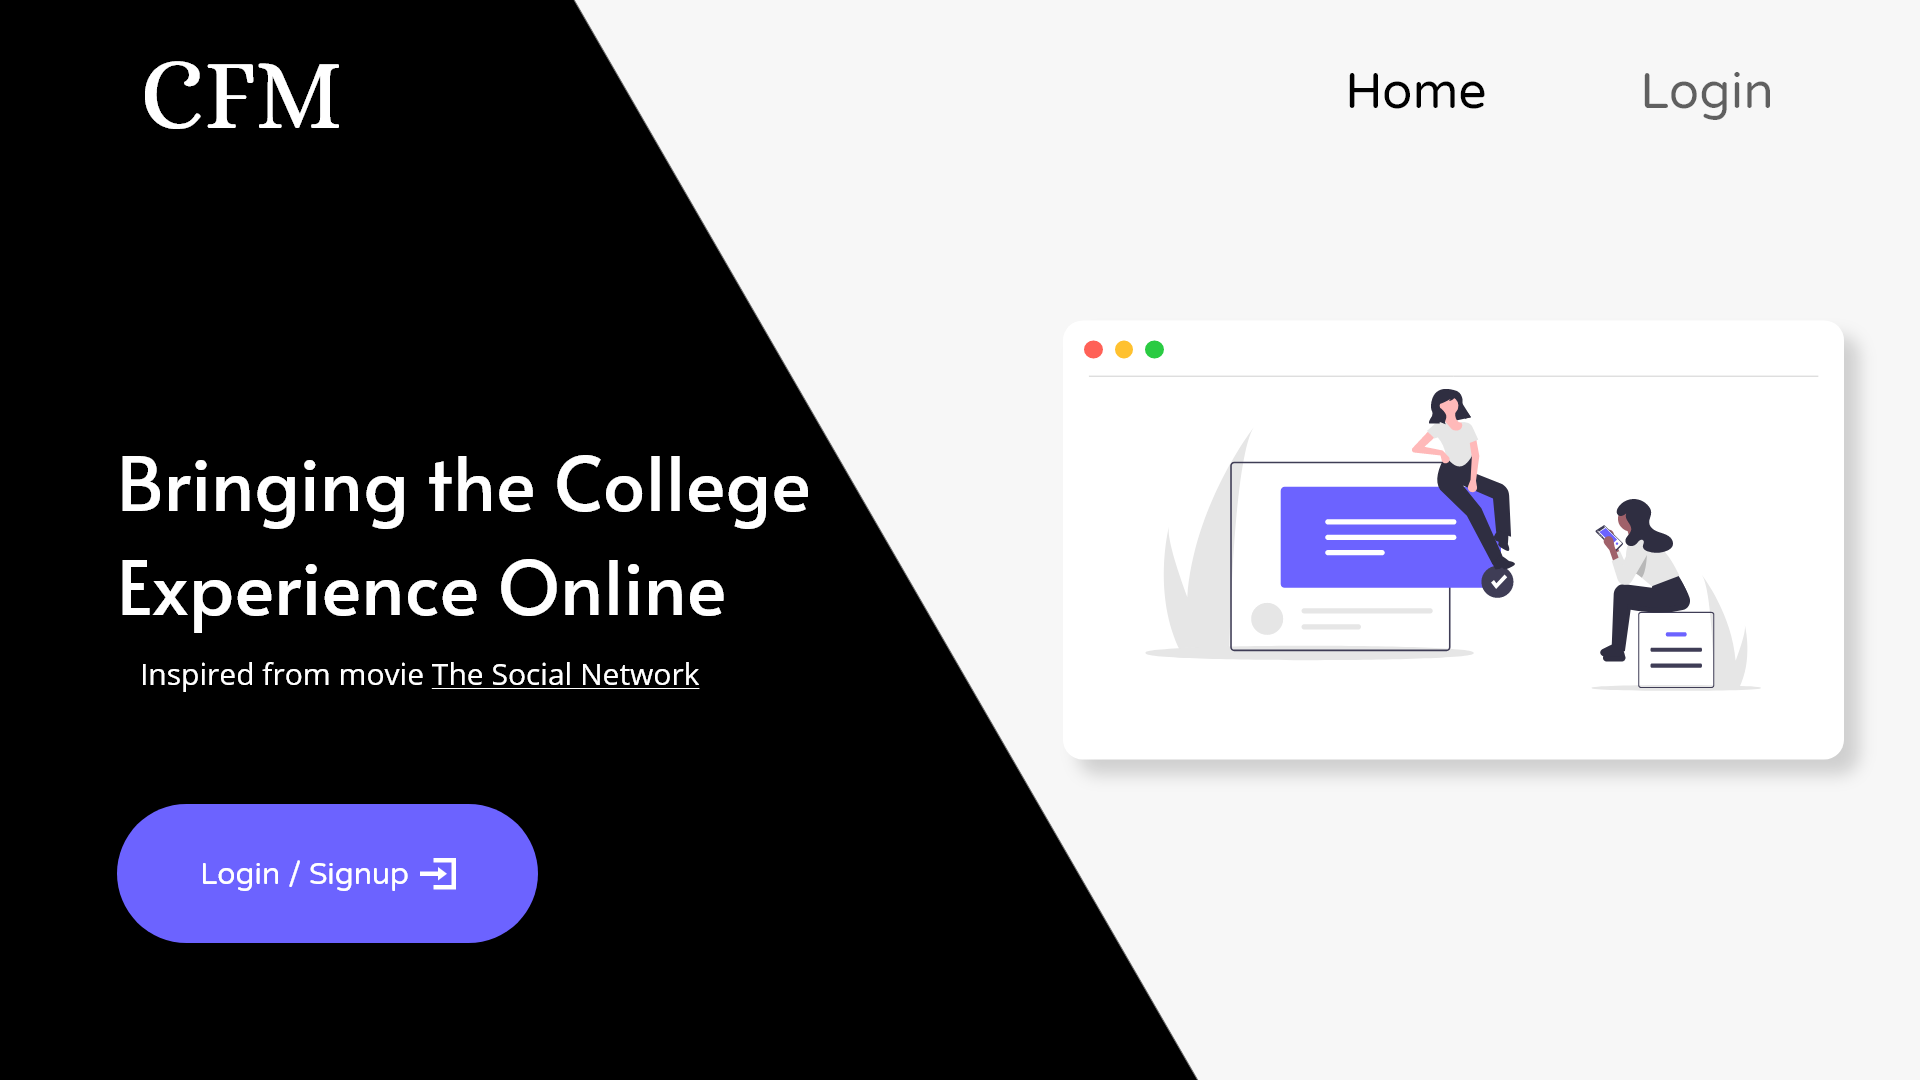 CFM
Home
Login
Bringing the College
Experience Online
Inspired from movie The Social Network
Login / Signup